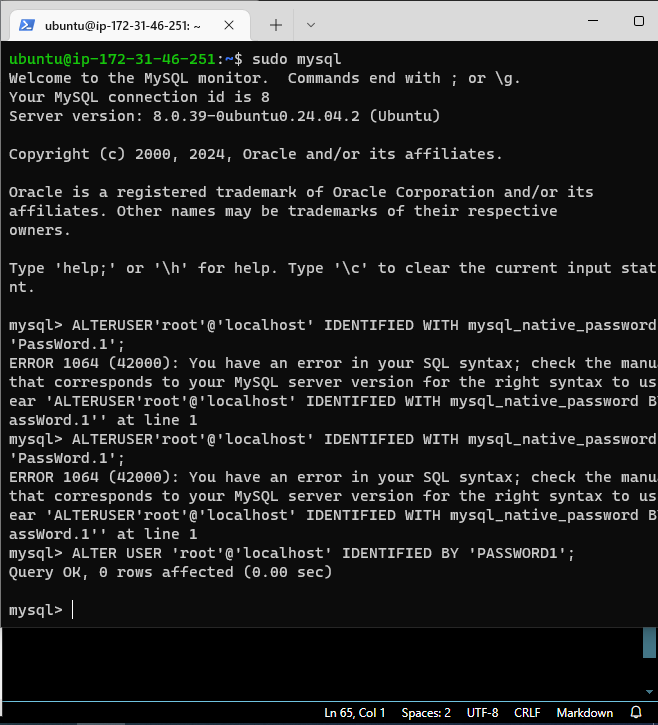 ubuntu@ip-172-31-46-251: ~
ubuntu@ip-172-31-46-251:~$ sudo mysql
Welcome to the MySQL monitor.  Commands end with ; or \g.
Your MySQL connection id is 8
Server version: 8.0.39-0ubuntu0.24.04.2 (Ubuntu)
Copyright (c) 2000, 2024, Oracle and/or its affiliates.
Oracle is a registered trademark of Oracle Corporation and/or its
affiliates. Other names may be trademarks of their respective
owners.
Type 'help;' or '\h' for help. Type '\c' to clear the current input stat
nt.
mysql> ALTERUSER'root'@'localhost' IDENTIFIED WITH mysql_native_password
'PassWord.1';
ERROR 1064 (42000): You have an error in your SQL syntax; check the manu
that corresponds to your MySQL server version for the right syntax to us
ear 'ALTERUSER'root'@'localhost' IDENTIFIED WITH mysql_native_password B
assWord.1'' at line 1
mysql> ALTERUSER'root'@'localhost' IDENTIFIED WITH mysql_native_password
'PassWord.1';
ERROR 1064 (42000): You have an error in your SQL syntax; check the manu
that corresponds to your MySQL server version for the right syntax to us
ear 'ALTERUSER'root'@'localhost' IDENTIFIED WITH mysql_native_password B
assWord.1'' at line 1
mysql> ALTER USER 'root'@'localhost' IDENTIFIED BY 'PASSWORD1';
Query OK, 0 rows affected (0.00 sec)
mysql>
Ln 65, Col 1 Spaces: 2 UTF-8 CRLF Markdown